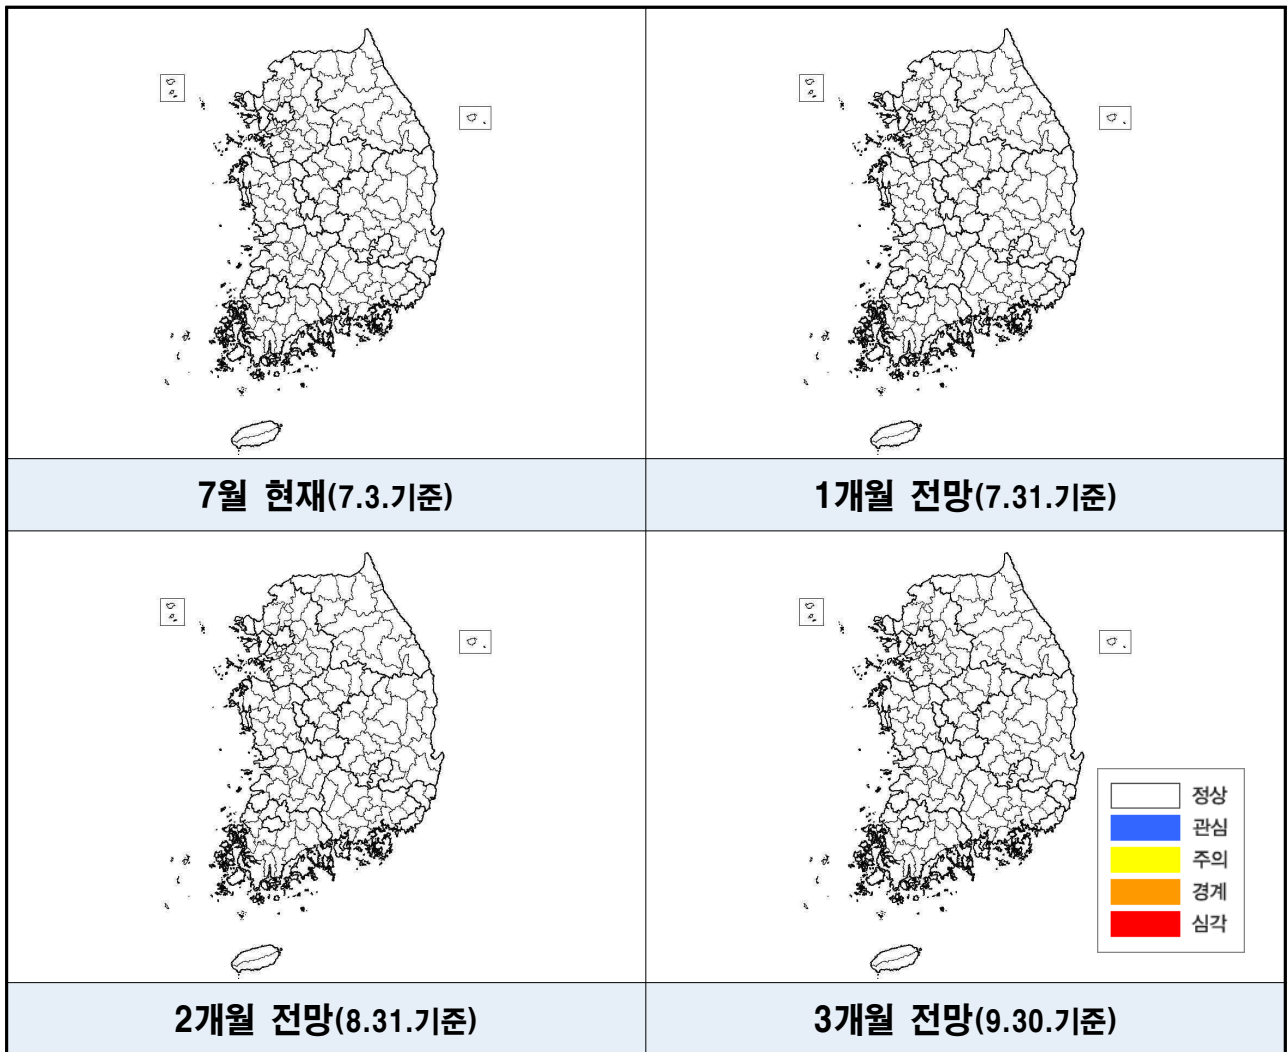 7월 현재(7.3.기준)
1개월 전망(7.31.기준)
정상
관심
주의
경계
심각
2개월 전망(8.31.기준)
3개월 전망(9.30.기준)